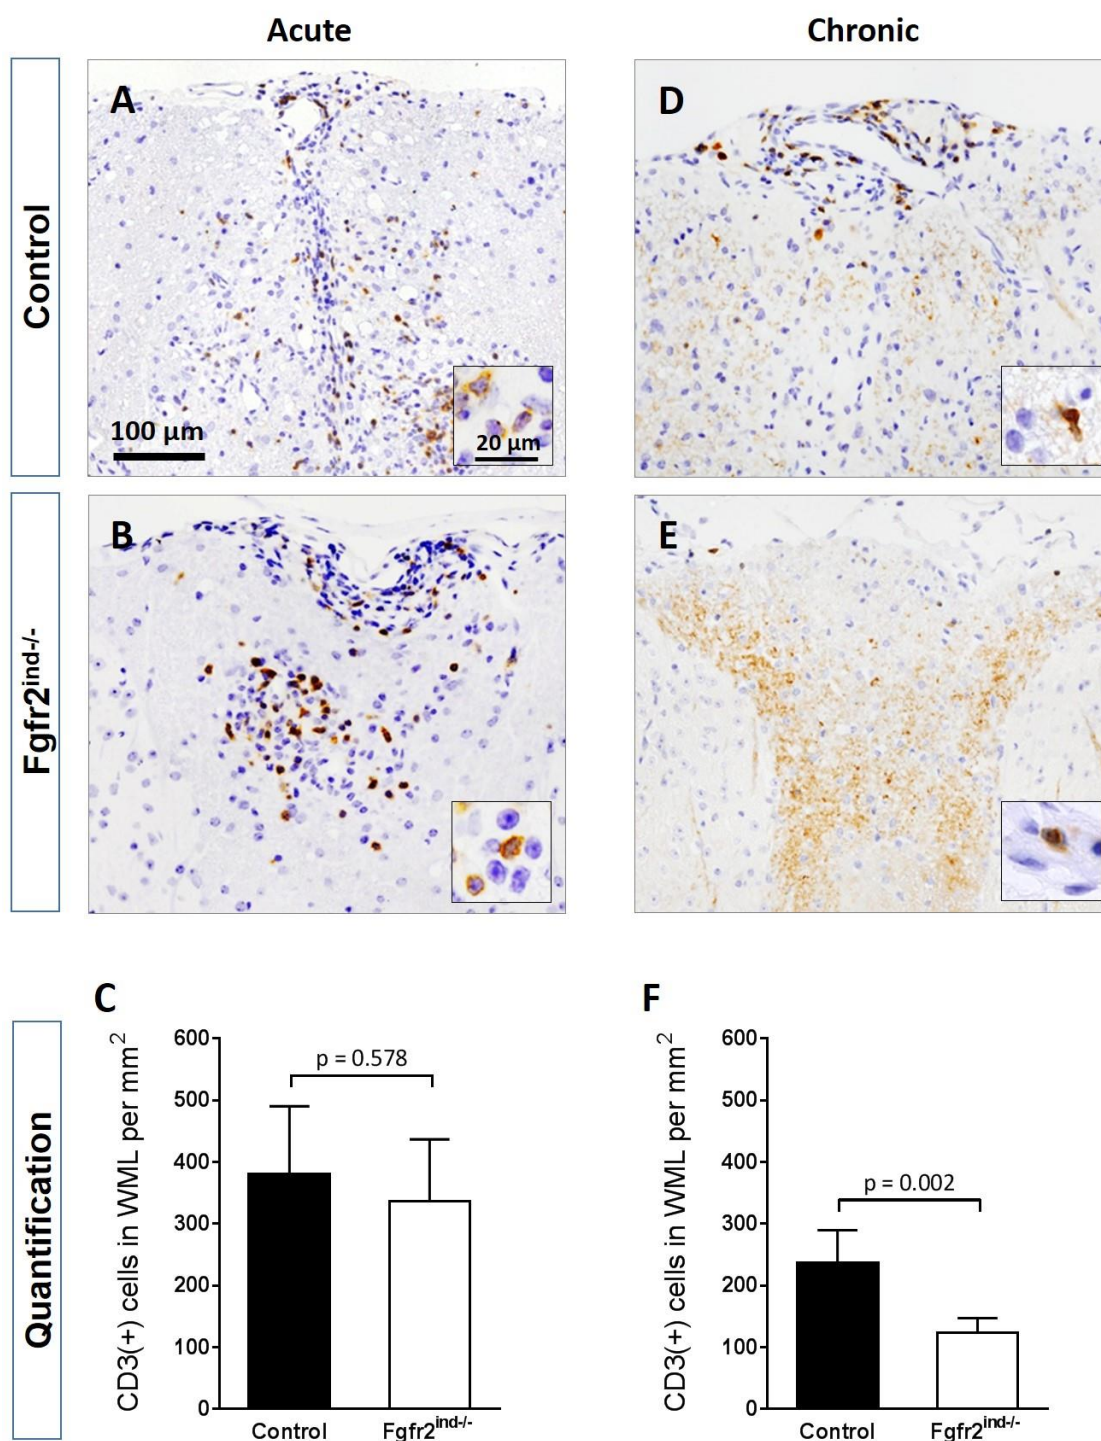 Acute
Chronic
Control
A
100 µm
20 µm
D
Fgfr2ind-/-
B
E
Quantification
C
CD3(+) cells in WML per mm2
600
500
400
300
200
100
0
p = 0.578
Control
Fgfr2ind-/-
F
CD3(+) cells in WML per mm2
600
500
400
300
200
100
0
p = 0.002
Control
Fgfr2ind-/-